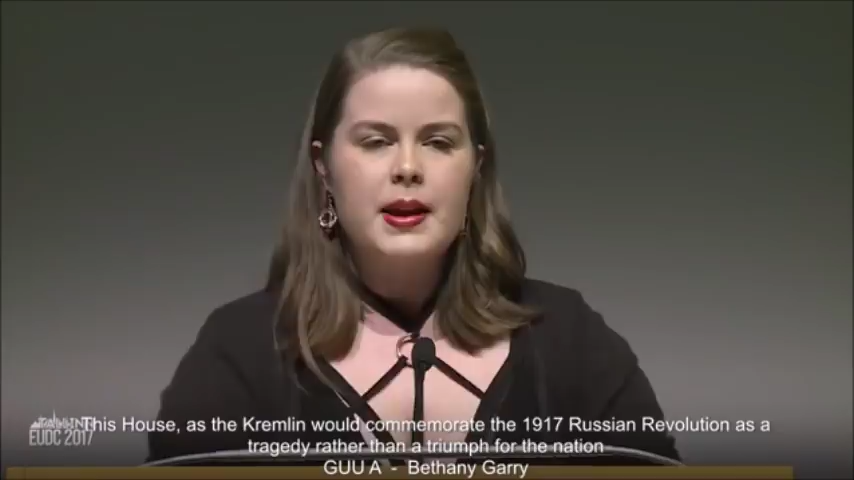 This House, as the Kremlin would commemorate the 1917 Russian Revolution as a
tragedy rather than a triumph for the nation
GUU A - Bethany Garry
EUDC 2017